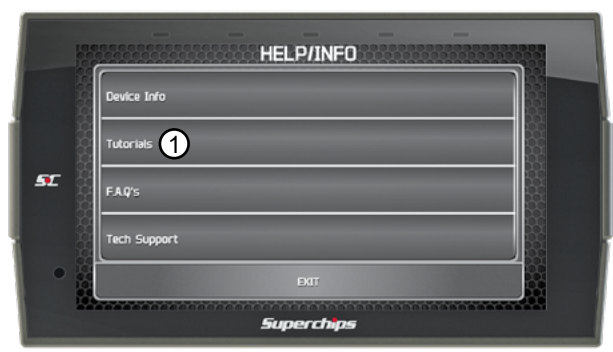 HELP/INFO
Device Info
Tutorials 1
F.A.Q's
Tech Support
SC
EXIT
Superchips